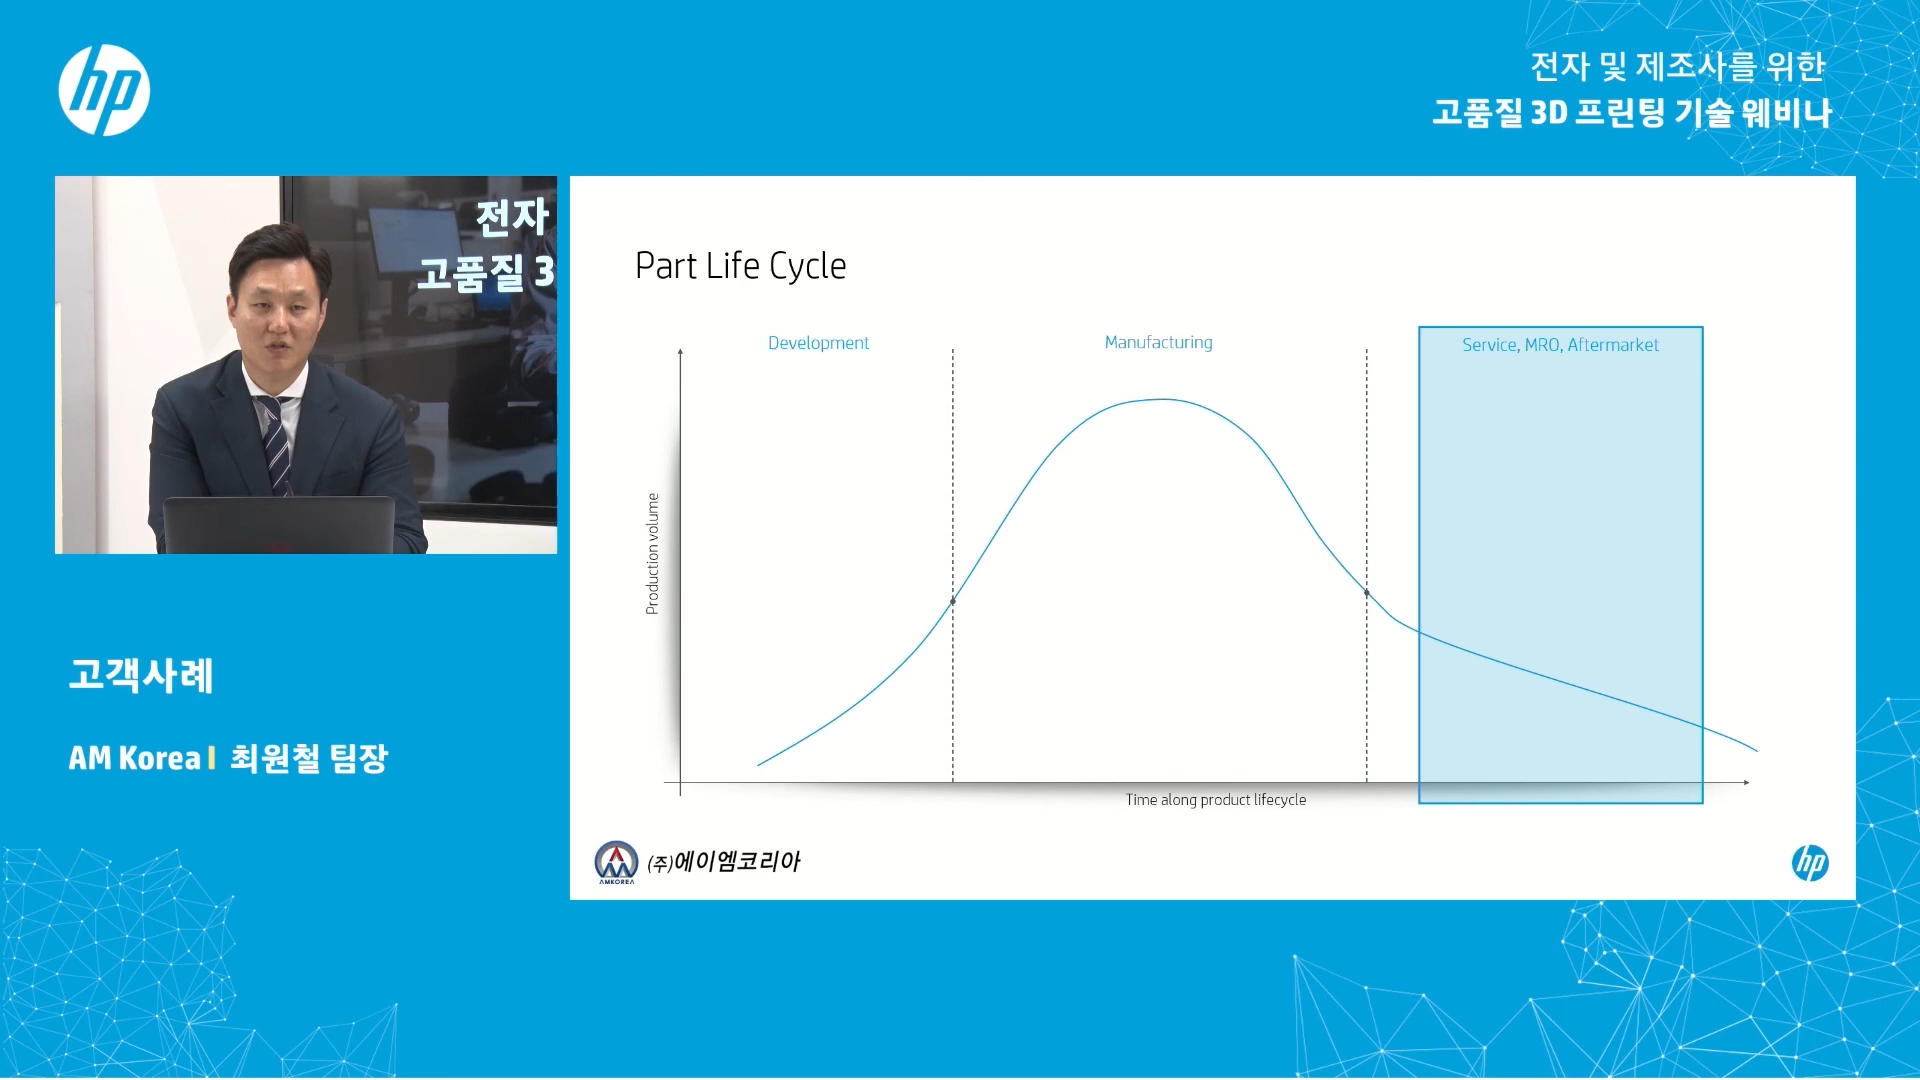 hp
전자 및 제조사를 위한
고품질 3D 프린팅 기술 웨비나
전자
고품질 3
Part Life Cycle
Development
Manufacturing
Service, MRO, Aftermarket
Production volume
Time along product lifecycle
AMKOREA
(주)에이엠코리아
hp
고객사례
AM Korea I 최원철 팀장